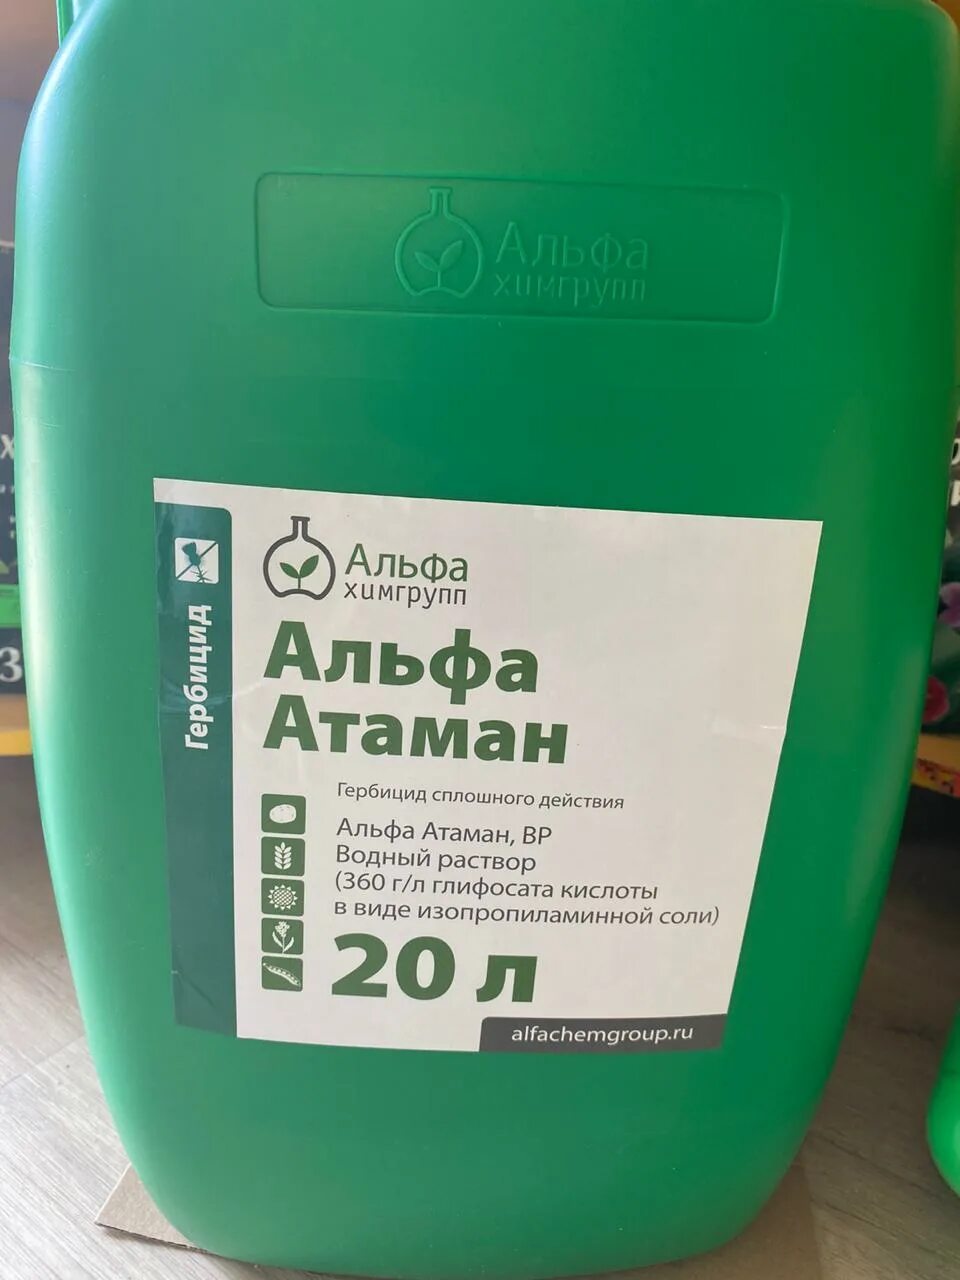 Альфа
химгрупп
Гербицид
Альфа
химгрупп
Альфа
Атаман
Гербицид сплошного действия
Альфа Атаман, ВР
Водный раствор
(360 г/л глифосата кислоты
в виде изопропиламинной соли)
20 л
alfachemgroup.ru